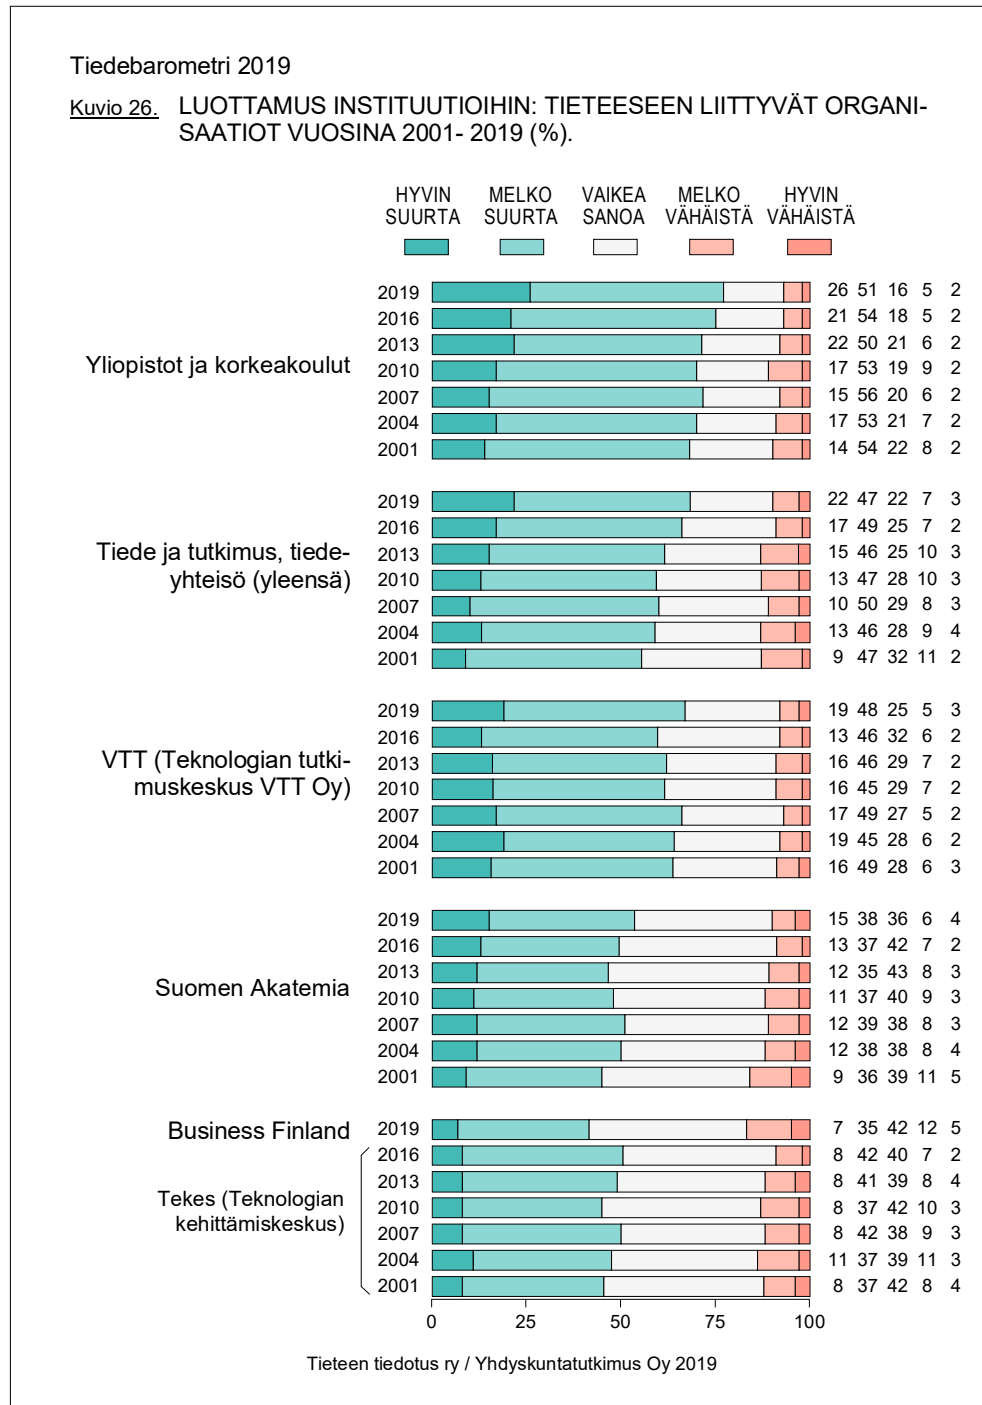 Tiedebarometri 2019
Kuvio 26. LUOTTAMUS INSTITUUTIOIHIN: TIETEESEEN LIITTYVÄT ORGANI-
SAATIOT VUOSINA 2001- 2019 (%).
HYVIN MELKO VAIKEA MELKO HYVIN
SUURTA SUURTA SANOA VÄHÄISTÄ VÄHÄISTÄ
Yliopistot ja korkeakoulut
2019 26 51 16 5 2
2016 21 54 18 5 2
2013 22 50 21 6 2
2010 17 53 19 9 2
2007 15 56 20 6 2
2004 17 53 21 7 2
2001 14 54 22 8 2
Tiede ja tutkimus, tiede-
yhteisö (yleensä)
2019 22 47 22 7 3
2016 17 49 25 7 2
2013 15 46 25 10 3
2010 13 47 28 10 3
2007 10 50 29 8 3
2004 13 46 28 9 4
2001 9 47 32 11 2
VTT (Teknologian tutki-
muskeskus VTT Oy)
2019 19 48 25 5 3
2016 13 46 32 6 2
2013 16 46 29 7 2
2010 16 45 29 7 2
2007 17 49 27 5 2
2004 19 45 28 6 2
2001 16 49 28 6 3
Suomen Akatemia
2019 15 38 36 6 4
2016 13 37 42 7 2
2013 12 35 43 8 3
2010 11 37 40 9 3
2007 12 39 38 8 3
2004 12 38 38 8 4
2001 9 36 39 11 5
Business Finland 2019 7 35 42 12 5
Tekes (Teknologian
kehittämiskeskus)
2016 8 42 40 7 2
2013 8 41 39 8 4
2010 8 37 42 10 3
2007 8 42 38 9 3
2004 11 37 39 11 3
2001 8 37 42 8 4
0 25 50 75 100
Tieteen tiedotus ry / Yhdyskuntatutkimus Oy 2019